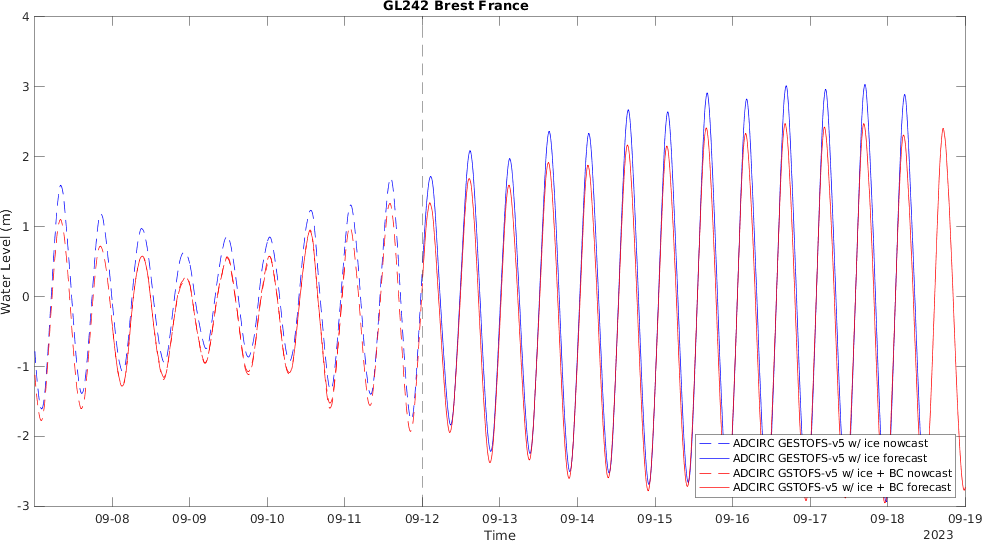 GL242 Brest France
4
3
2
1
0
-1
-2
-3
Water Level (m)
ADCIRC GESTOFS-v5 w/ ice nowcast
ADCIRC GESTOFS-v5 w/ ice forecast
ADCIRC GSTOFS-v5 w/ ice + BC nowcast
ADCIRC GSTOFS-v5 w/ ice + BC forecast
09-08 09-09 09-10 09-11 09-12 09-13 09-14 09-15 09-16 09-17 09-18 09-19
Time
2023